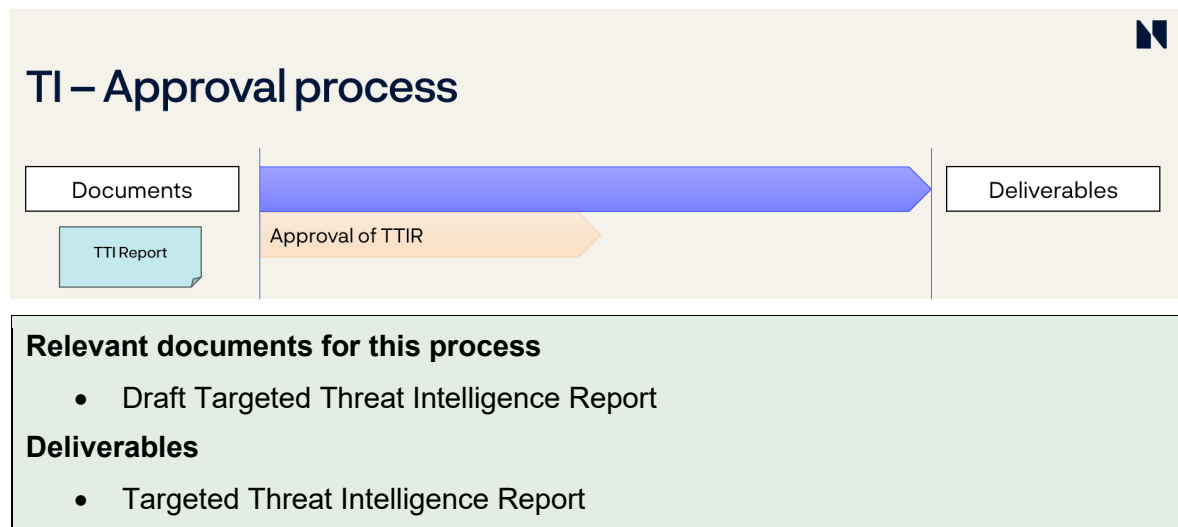 TI – Approval process
Documents
Deliverables
TTI Report
Approval of TTIR
Relevant documents for this process
• Draft Targeted Threat Intelligence Report
Deliverables
• Targeted Threat Intelligence Report